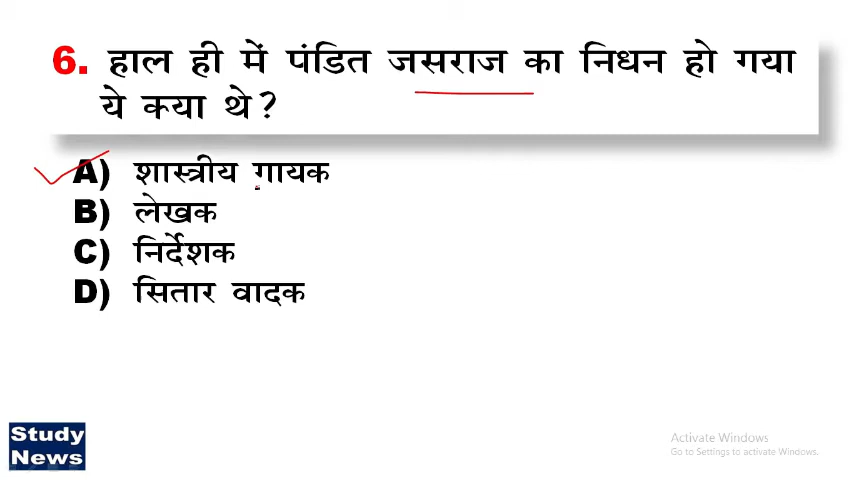 6. हाल ही में पंडित जसराज का निधन हो गया
ये क्या थे?
A) शास्त्रीय गायक
B) लेखक
C) निर्देशक
D) सितार वादक
Study
News
Activate Windows
Go to Settings to activate Windows.